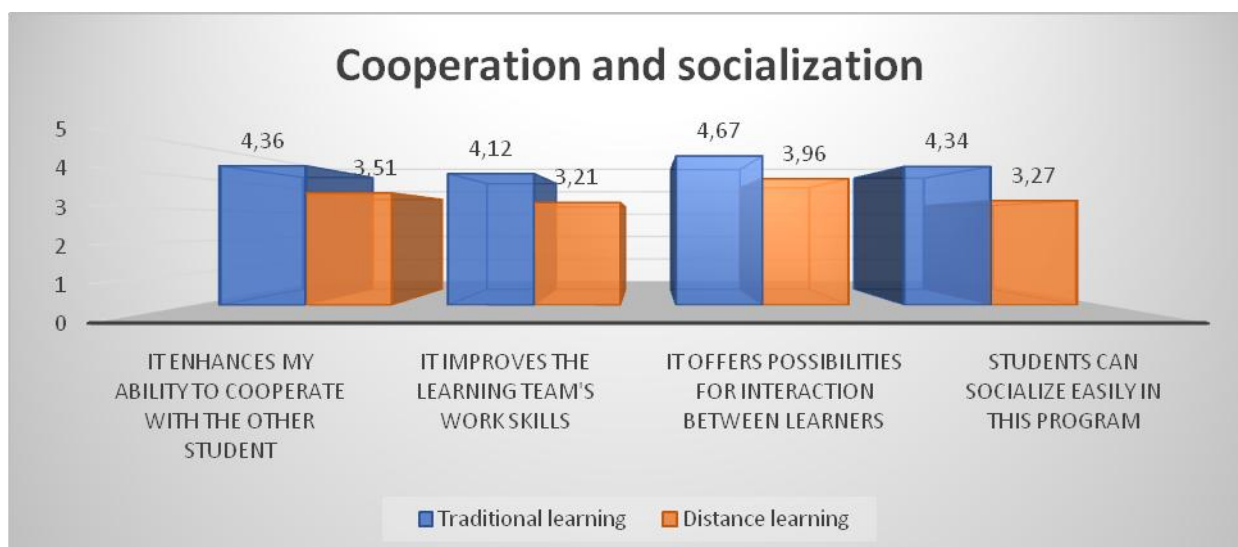 Cooperation and socialization
5
4
3
2
1
0
4,36
3,51
4,12
3,21
4,67
3,96
4,34
3,27
IT ENHANCES MY
ABILITY TO COOPERATE
WITH THE OTHER
STUDENT
IT IMPROVES THE
LEARNING TEAM'S
WORK SKILLS
IT OFFERS POSSIBILITIES
FOR INTERACTION
BETWEEN LEARNERS
STUDENTS CAN
SOCIALIZE EASILY IN
THIS PROGRAM
Traditional learning
Distance learning